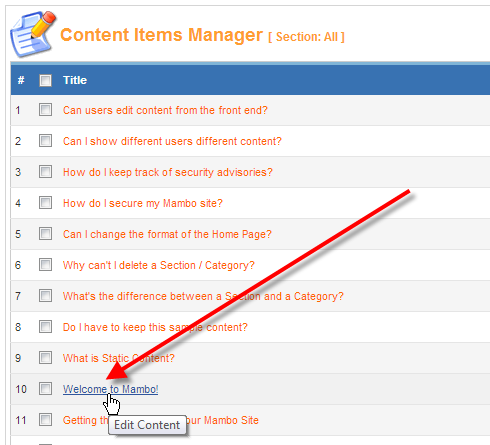 Content Items Manager [ Section: All ]
# Title
1 Can users edit content from the front end?
2 Can I show different users different content?
3 How do I keep track of security advisories?
4 How do I secure my Mambo site?
5 Can I change the format of the Home Page?
6 Why can't I delete a Section / Category?
7 What's the difference between a Section and a Category?
8 Do I have to keep this sample content?
9 What is Static Content?
10 Welcome to Mambo!
11 Getting th our Mambo Site
Edit Content